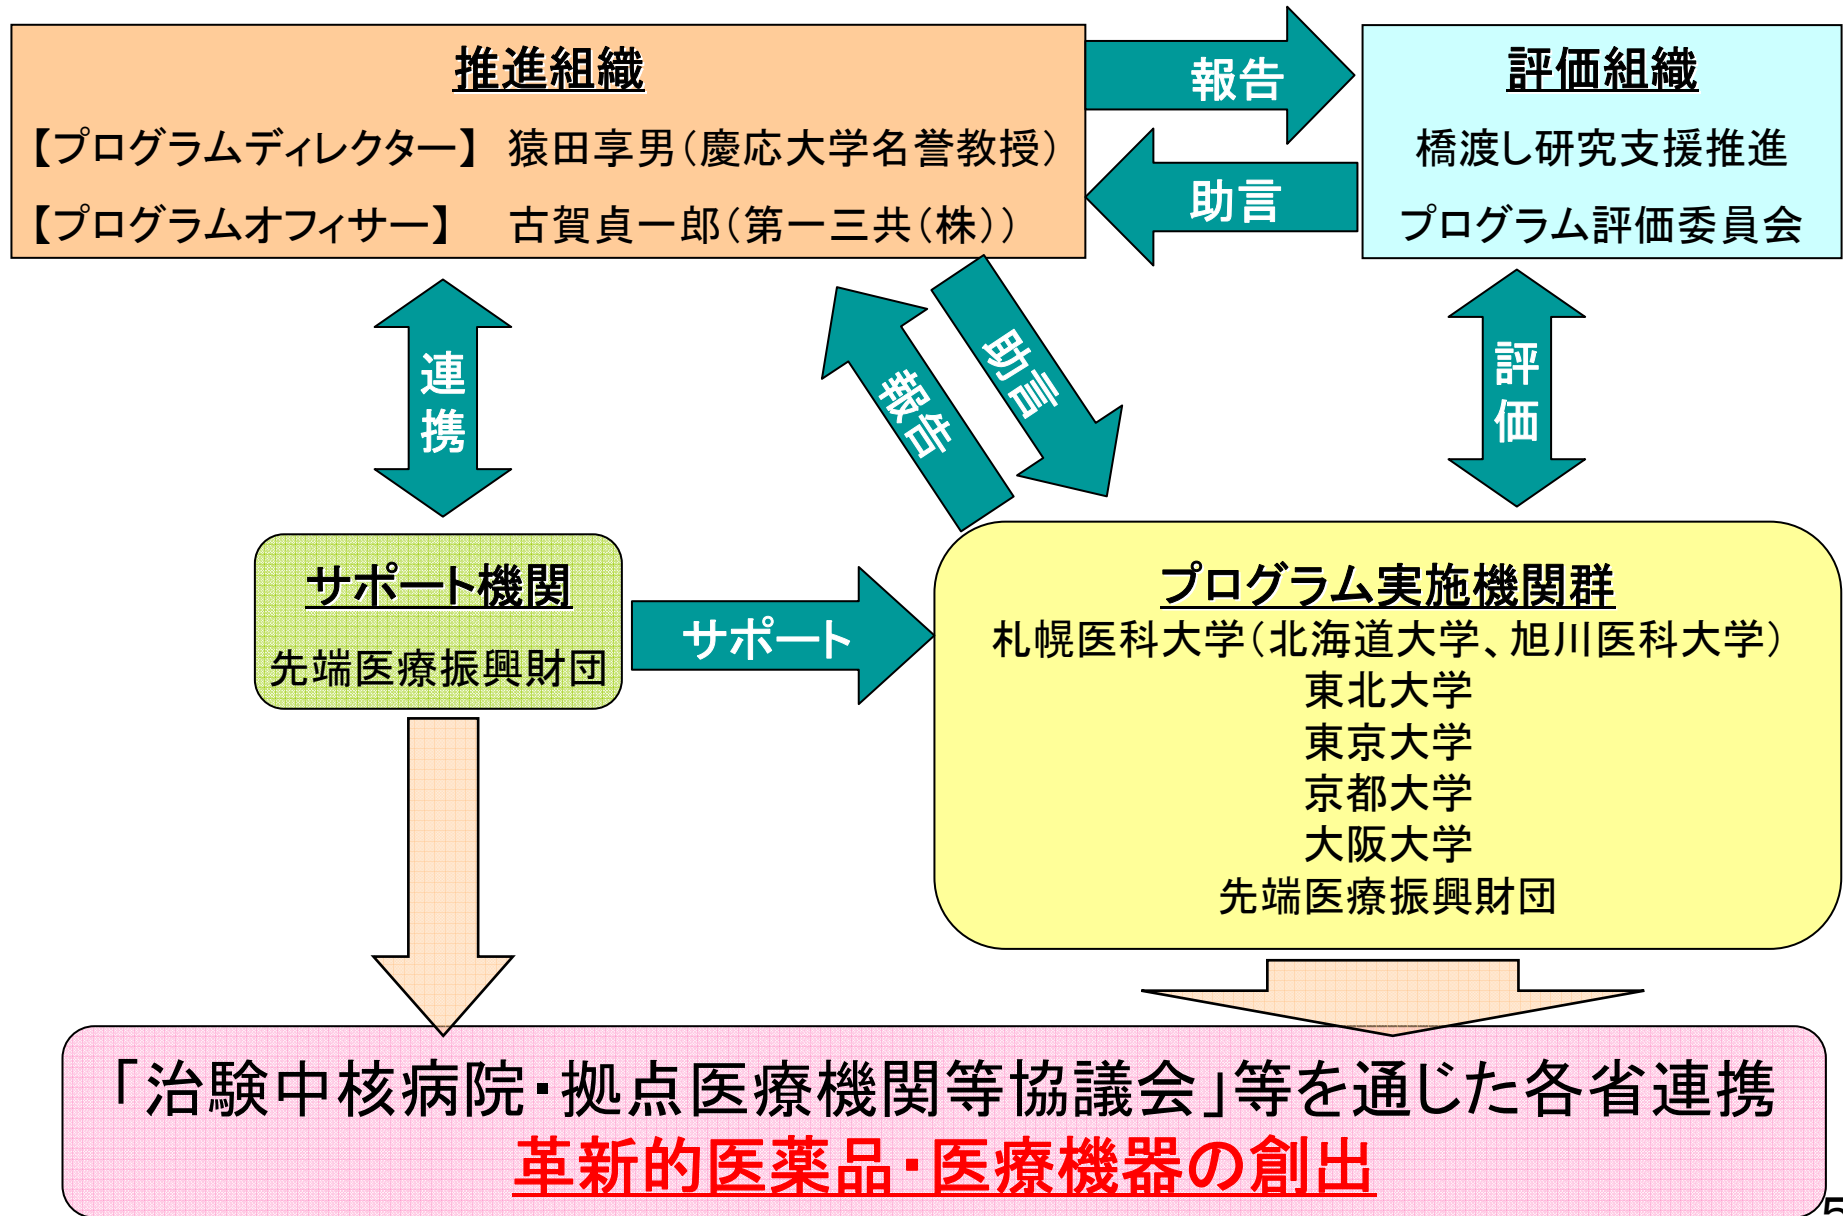 推進組織
【プログラムディレクター】 猿田享男(慶応大学名誉教授)
【プログラムオフィサー】 古賀貞一郎(第一三共(株))
報告
助言
評価組織
橋渡し研究支援推進
プログラム評価委員会
連携
報告
助言
評価
サポート機関
先端医療振興財団
サポート
プログラム実施機関群
札幌医科大学(北海道大学、旭川医科大学)
東北大学
東京大学
京都大学
大阪大学
先端医療振興財団
「治験中核病院・拠点医療機関等協議会」等を通じた各省連携
革新的医薬品・医療機器の創出